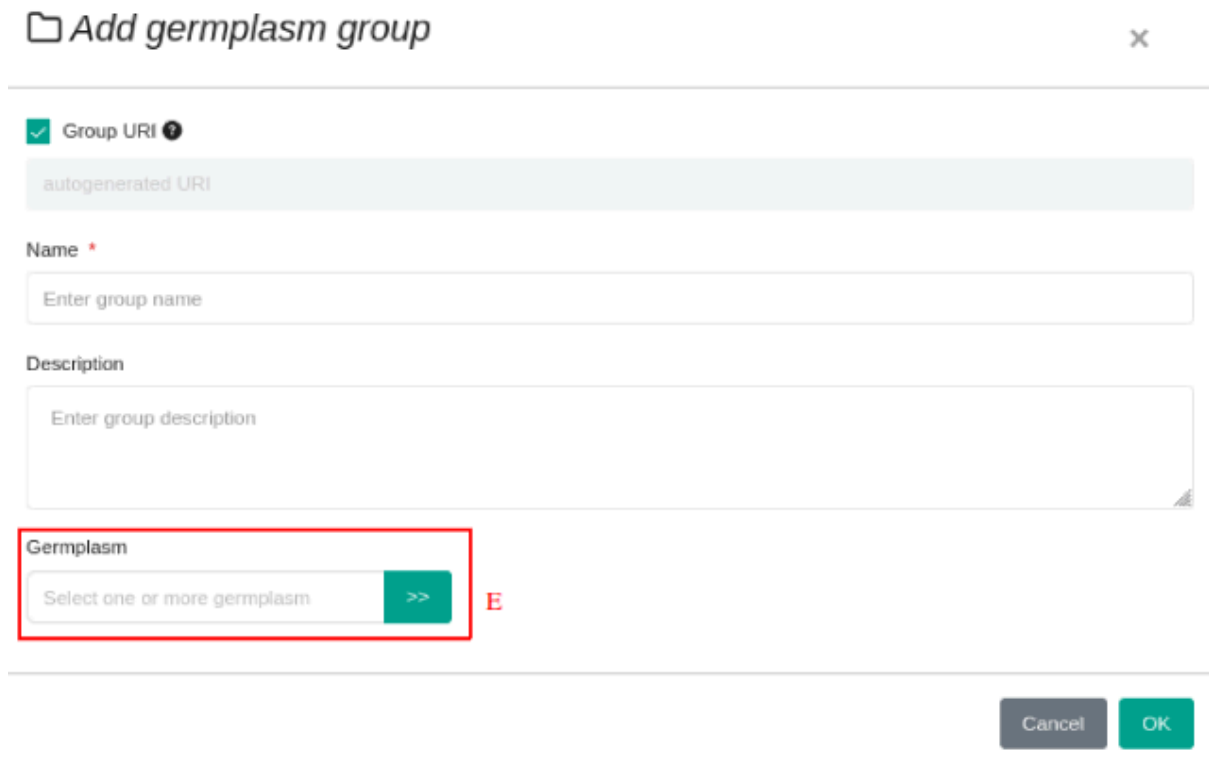 Add germplasm group
×
Group URI ?
autogenerated URI
Name *
Enter group name
Description
Enter group description
Germplasm
Select one or more germplasm >> E
Cancel OK